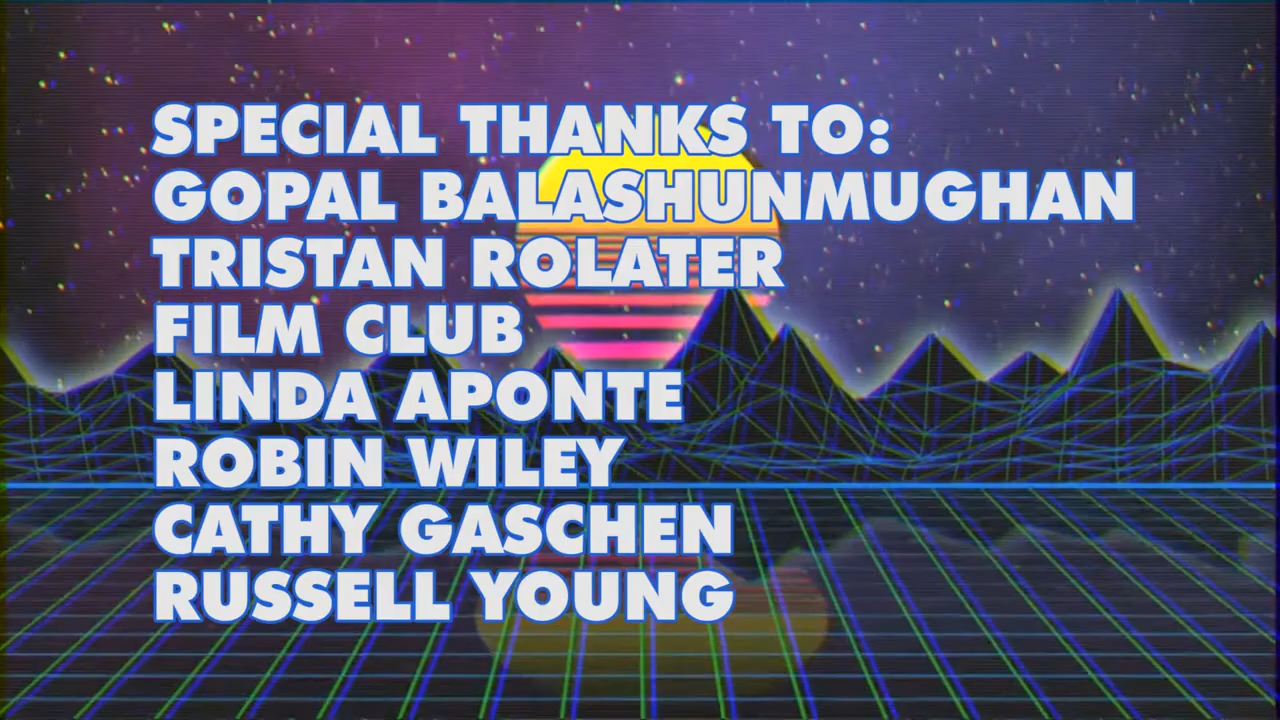 SPECIAL THANKS TO:
GOPAL BALASHUNMUGHAN
TRISTAN ROLATER
FILM CLUB
LINDA APONTE
ROBIN WILEY
CATHY GASCHEN
RUSSELL YOUNG